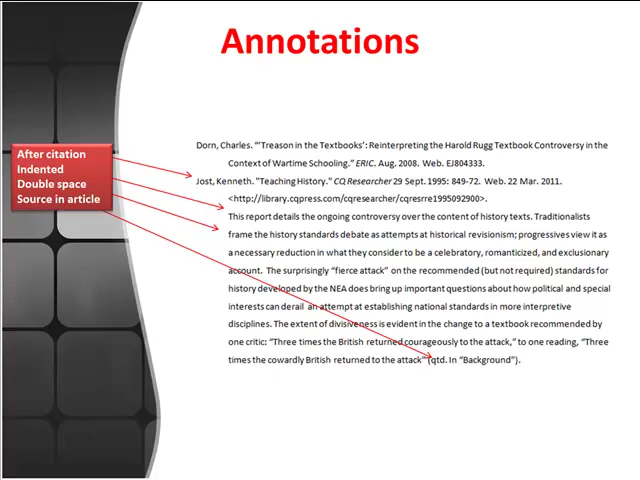 Annotations
After citation
Indented
Double space
Source in article
Dorn, Charles. “‘Treason in the Textbooks’: Reinterpreting the Harold Rugg Textbook Controversy in the
Context of Wartime Schooling.” ERIC. Aug. 2008. Web. EJ804333.
Jost, Kenneth. "Teaching History." CQ Researcher 29 Sept. 1995: 849-72. Web. 22 Mar. 2011.
<http://library.cqpress.com/cqresearcher/cqresrre1995092900>.
This report details the ongoing controversy over the content of history texts. Traditionalists
frame the history standards debate as attempts at historical revisionism; progressives view it as
a necessary reduction in what they consider to be a celebratory, romanticized, and exclusionary
account. The surprisingly “fierce attack” on the recommended (but not required) standards for
history developed by the NEA does bring up important questions about how political and special
interests can derail an attempt at establishing national standards in more interpretive
disciplines. The extent of divisiveness is evident in the change to a textbook recommended by
one critic: “Three times the British returned courageously to the attack,” to one reading, “Three
times the cowardly British returned to the attack” (qtd. In “Background”).